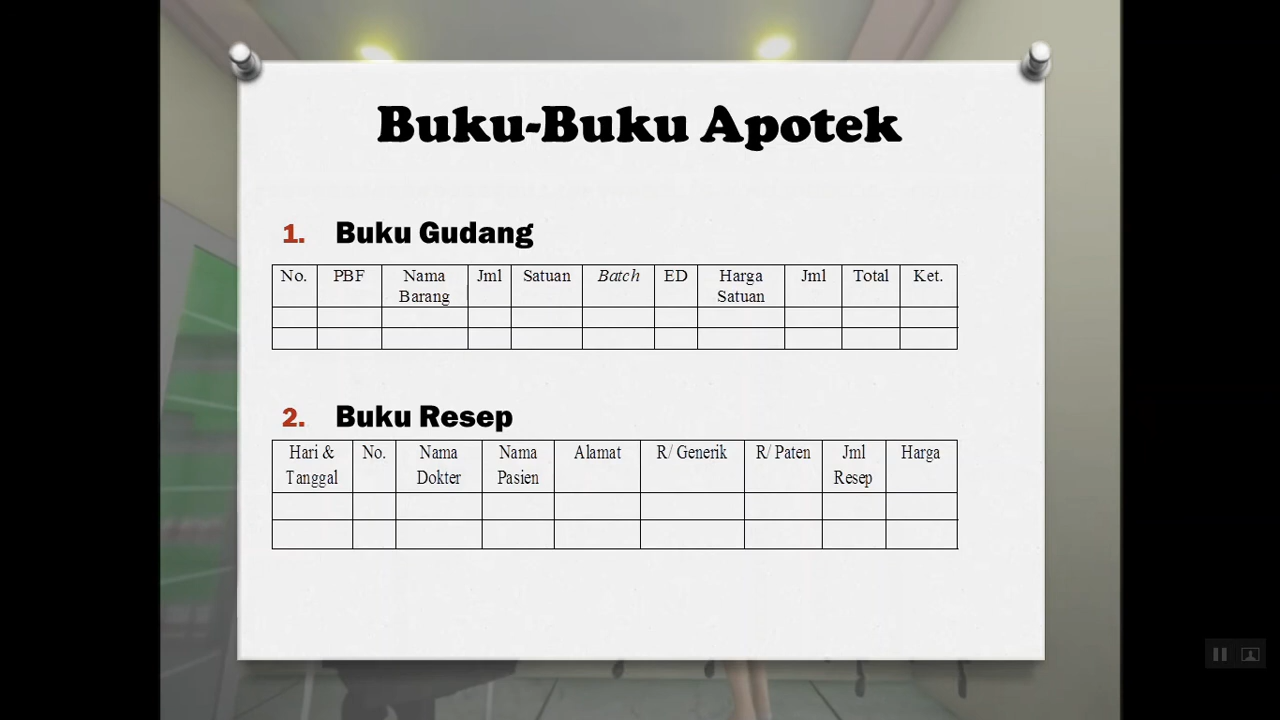 Buku-Buku Apotek
1. Buku Gudang
No. PBF Nama Barang Jml Satuan Batch ED Harga Satuan Jml Total Ket.
2. Buku Resep
Hari & Tanggal No. Nama Dokter Nama Pasien Alamat R/ Generik R/ Paten Jml Resep Harga